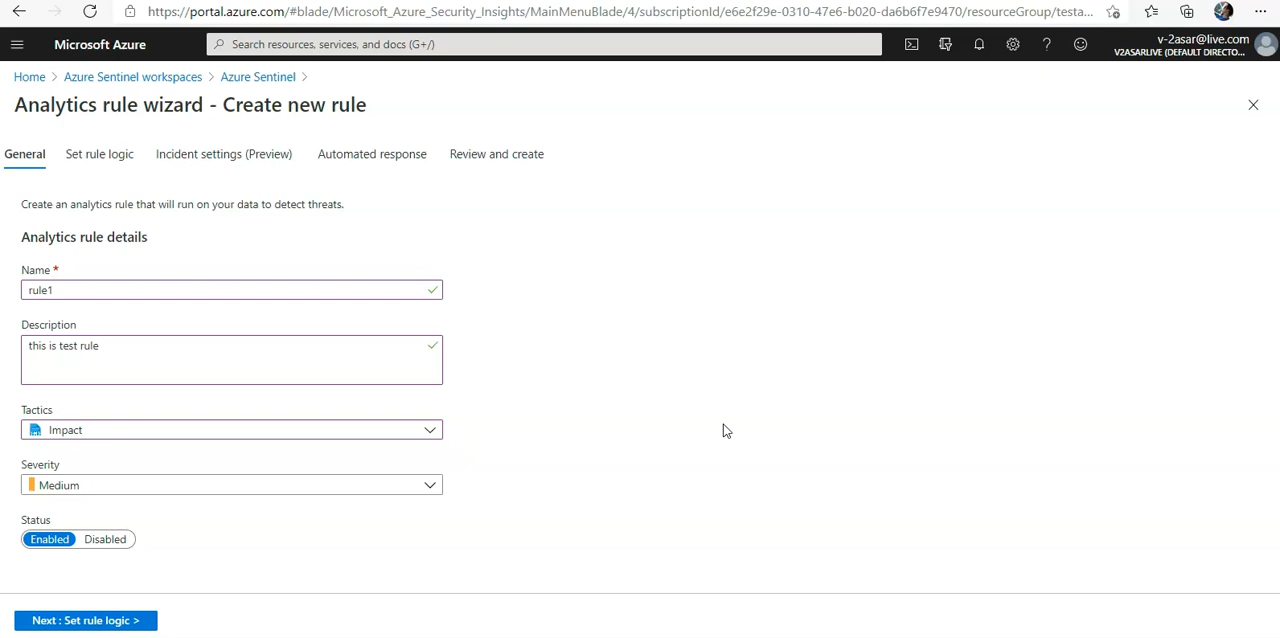 https://portal.azure.com/#blade/Microsoft_Azure_Security_Insights/MainMenuBlade/4/subscriptionId/e6e2f29e-0310-47e6-b020-da6b6f7e9470/resourceGroup/testa...
Microsoft Azure
Search resources, services, and docs (G+/)
v-2asar@live.com
V2ASARLIVE (DEFAULT DIRECTO...
Home > Azure Sentinel workspaces > Azure Sentinel >
Analytics rule wizard - Create new rule
General Set rule logic Incident settings (Preview) Automated response Review and create
Create an analytics rule that will run on your data to detect threats.
Analytics rule details
Name *
rule1
Description
this is test rule
Tactics
Impact
Severity
Medium
Status
Enabled Disabled
Next : Set rule logic >